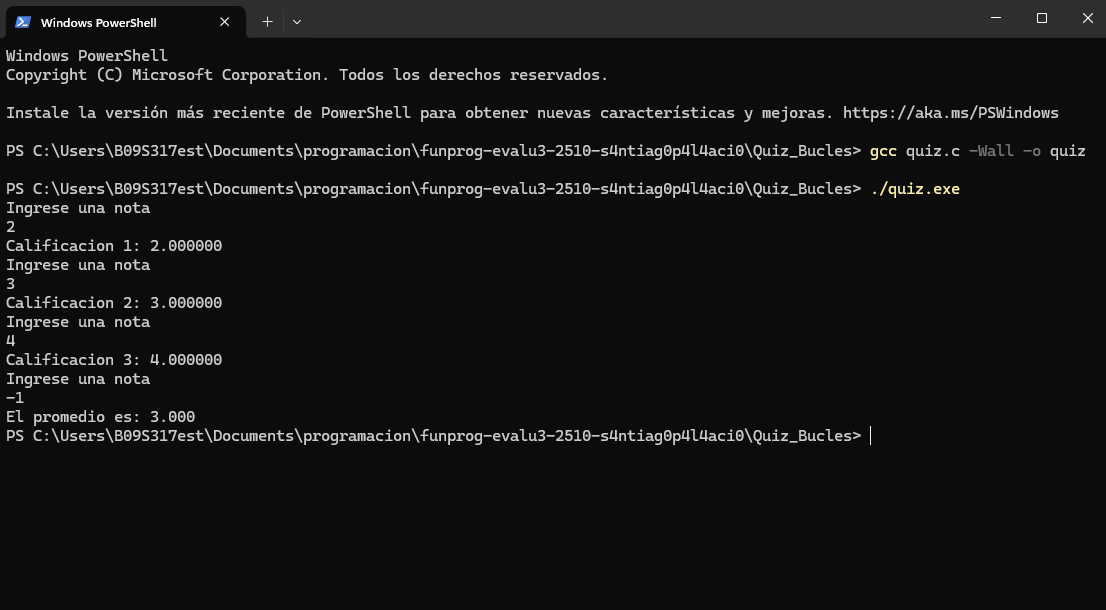 Windows PowerShell
Windows PowerShell
Copyright (C) Microsoft Corporation. Todos los derechos reservados.
Instale la versión más reciente de PowerShell para obtener nuevas características y mejoras. https://aka.ms/PSWindows
PS C:\Users\B09S317est\Documents\programacion\funprog-evalu3-2510-s4ntiag0p4l4aci0\Quiz_Bucles> gcc quiz.c -Wall -o quiz
PS C:\Users\B09S317est\Documents\programacion\funprog-evalu3-2510-s4ntiag0p4l4aci0\Quiz_Bucles> ./quiz.exe
Ingrese una nota
2
Calificacion 1: 2.000000
Ingrese una nota
3
Calificacion 2: 3.000000
Ingrese una nota
4
Calificacion 3: 4.000000
Ingrese una nota
-1
El promedio es: 3.000
PS C:\Users\B09S317est\Documents\programacion\funprog-evalu3-2510-s4ntiag0p4l4aci0\Quiz_Bucles>